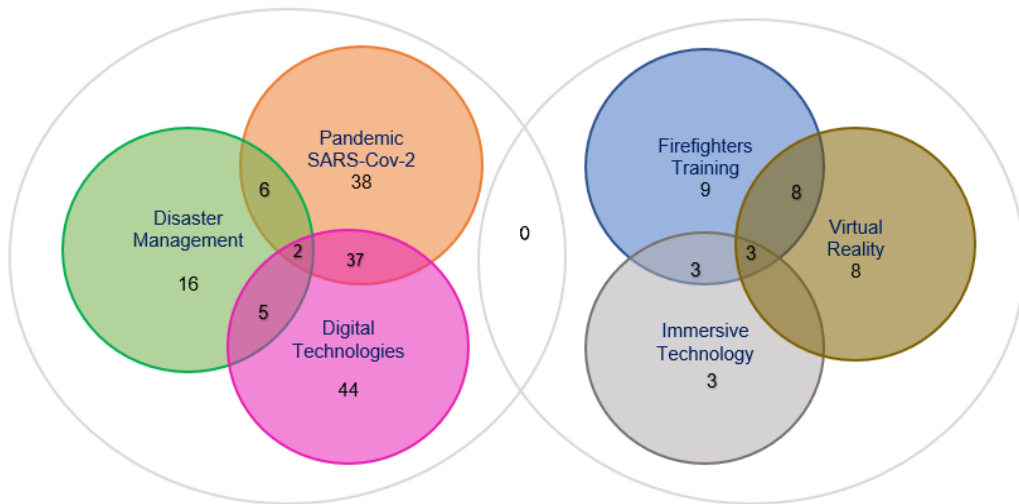 Pandemic
SARS-Cov-2
38
6
Disaster
Management
16
2
37
5
Digital
Technologies
44
0
Firefighters
Training
9
8
Virtual
Reality
8
3
3
Immersive
Technology
3